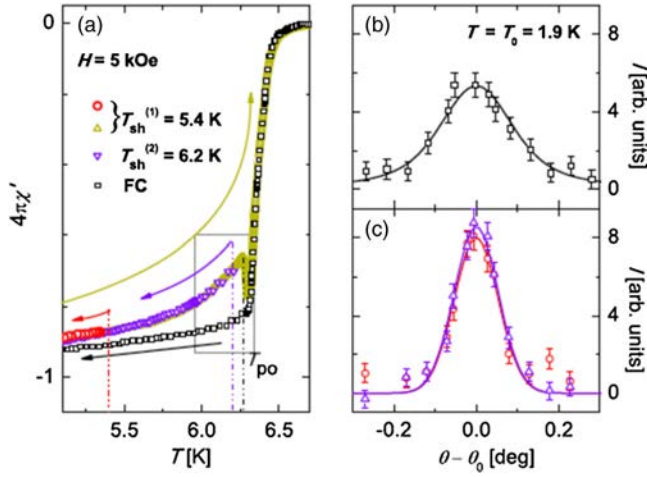 (a)
0
-1
4πχ′
H = 5 kOe
T_sh^(1) = 5.4 K
T_sh^(2) = 6.2 K
FC
T_po
5.5 6.0 6.5
T [K]
(b)
T = T_0 = 1.9 K
8
4
0
I [arb. units]
(c)
8
4
0
I [arb. units]
-0.2 0.0 0.2
θ – θ_0 [deg]